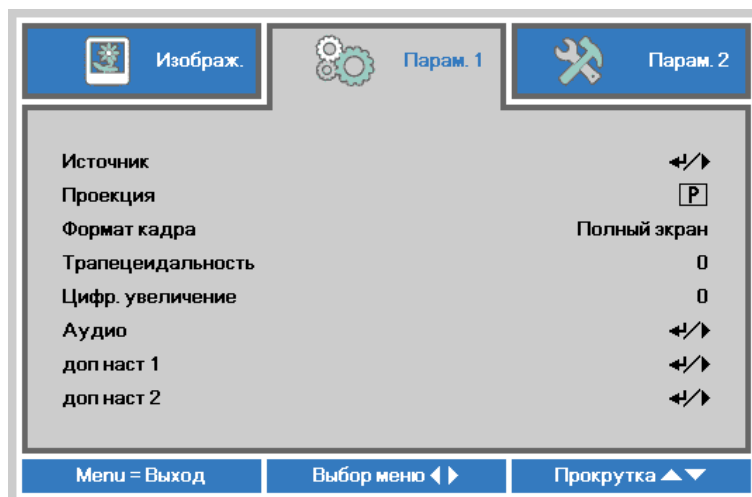 Изображ. Парам. 1 Парам. 2
Источник
Проекция P
Формат кадра Полный экран
Трапецеидальность 0
Цифр. увеличение 0
Аудио
доп наст 1
доп наст 2
Menu = Выход Выбор меню Прокрутка